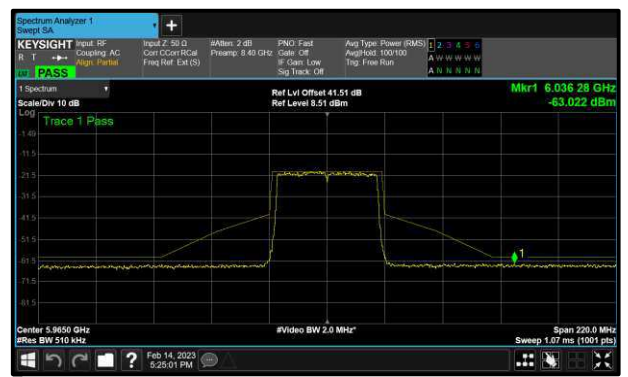 Spectrum Analyzer 1
Swept SA
+
KEYSIGHT
R T
LM PASS
Input: RF
Coupling: AC
Align: Partial
Input Z: 50 Ω
Corr CCorr RCal
Freq Ref: Ext (S)
#Atten: 2 dB
Preamp: 8.40 GHz
PNO: Fast
Gate: Off
IF Gain: Low
Sig Track: Off
Avg Type: Power (RMS)
Avg|Hold: 100/100
Trig: Free Run
1 2 3 4 5 6
A W W W W W
A N N N N N
1 Spectrum
Scale/Div 10 dB
Log
Ref Lvl Offset 41.51 dB
Ref Level 8.51 dBm
Mkr1 6.036 28 GHz
-63.022 dBm
Trace 1 Pass
-1.49
-11.5
-21.5
-31.5
-41.5
-51.5
-61.5
-71.5
-81.5
1
Center 5.9650 GHz
#Res BW 510 kHz
#Video BW 2.0 MHz*
Span 220.0 MHz
Sweep 1.07 ms (1001 pts)
?
Feb 14, 2023
5:25:01 PM